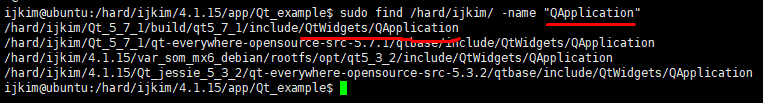 ijkim@ubuntu:/hard/ijkim/4.1.15/app/Qt_example$ sudo find /hard/ijkim/ -name "QApplication"
/hard/ijkim/Qt_5_7_1/build/qt5_7_1/include/QtWidgets/QApplication
/hard/ijkim/Qt_5_7_1/qt-everywhere-opensource-src-5.7.1/qtbase/include/QtWidgets/QApplication
/hard/ijkim/4.1.15/var_som_mx6_debian/rootfs/opt/qt5_3_2/include/QtWidgets/QApplication
/hard/ijkim/4.1.15/Qt_jessie_5_3_2/qt-everywhere-opensource-src-5.3.2/qtbase/include/QtWidgets/QApplication
ijkim@ubuntu:/hard/ijkim/4.1.15/app/Qt_example$